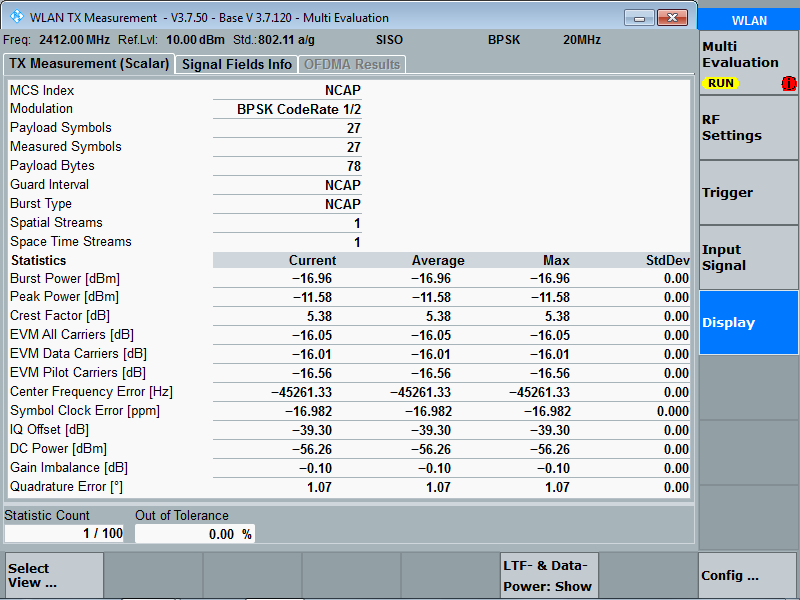 WLAN TX Measurement - V3.7.50 - Base V 3.7.120 - Multi Evaluation
Freq: 2412.00 MHz Ref.Lvl: 10.00 dBm Std.: 802.11 a/g SISO BPSK 20MHz
TX Measurement (Scalar) Signal Fields Info OFDMA Results
MCS Index NCAP
Modulation BPSK CodeRate 1/2
Payload Symbols 27
Measured Symbols 27
Payload Bytes 78
Guard Interval NCAP
Burst Type NCAP
Spatial Streams 1
Space Time Streams 1
Statistics Current Average Max StdDev
Burst Power [dBm] −16.96 −16.96 −16.96 0.00
Peak Power [dBm] −11.58 −11.58 −11.58 0.00
Crest Factor [dB] 5.38 5.38 5.38 0.00
EVM All Carriers [dB] −16.05 −16.05 −16.05 0.00
EVM Data Carriers [dB] −16.01 −16.01 −16.01 0.00
EVM Pilot Carriers [dB] −16.56 −16.56 −16.56 0.00
Center Frequency Error [Hz] −45261.33 −45261.33 −45261.33 0.00
Symbol Clock Error [ppm] −16.982 −16.982 −16.982 0.000
IQ Offset [dB] −39.30 −39.30 −39.30 0.00
DC Power [dBm] −56.26 −56.26 −56.26 0.00
Gain Imbalance [dB] −0.10 −0.10 −0.10 0.00
Quadrature Error [°] 1.07 1.07 1.07 0.00
Statistic Count Out of Tolerance
1 / 100 0.00 %
WLAN
Multi
Evaluation
RUN
RF
Settings
Trigger
Input
Signal
Display
Select
View ...
LTF- & Data-
Power: Show
Config ...